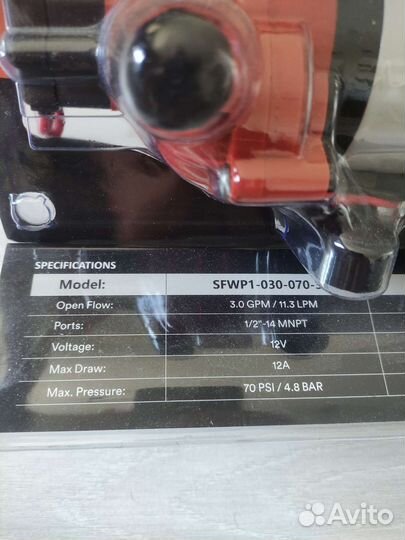 SPECIFICATIONS
Model: SFWP1-030-070-
Open Flow: 3.0 GPM / 11.3 LPM
Ports: 1/2"-14 MNPT
Voltage: 12V
Max Draw: 12A
Max. Pressure: 70 PSI / 4.8 BAR
Avito